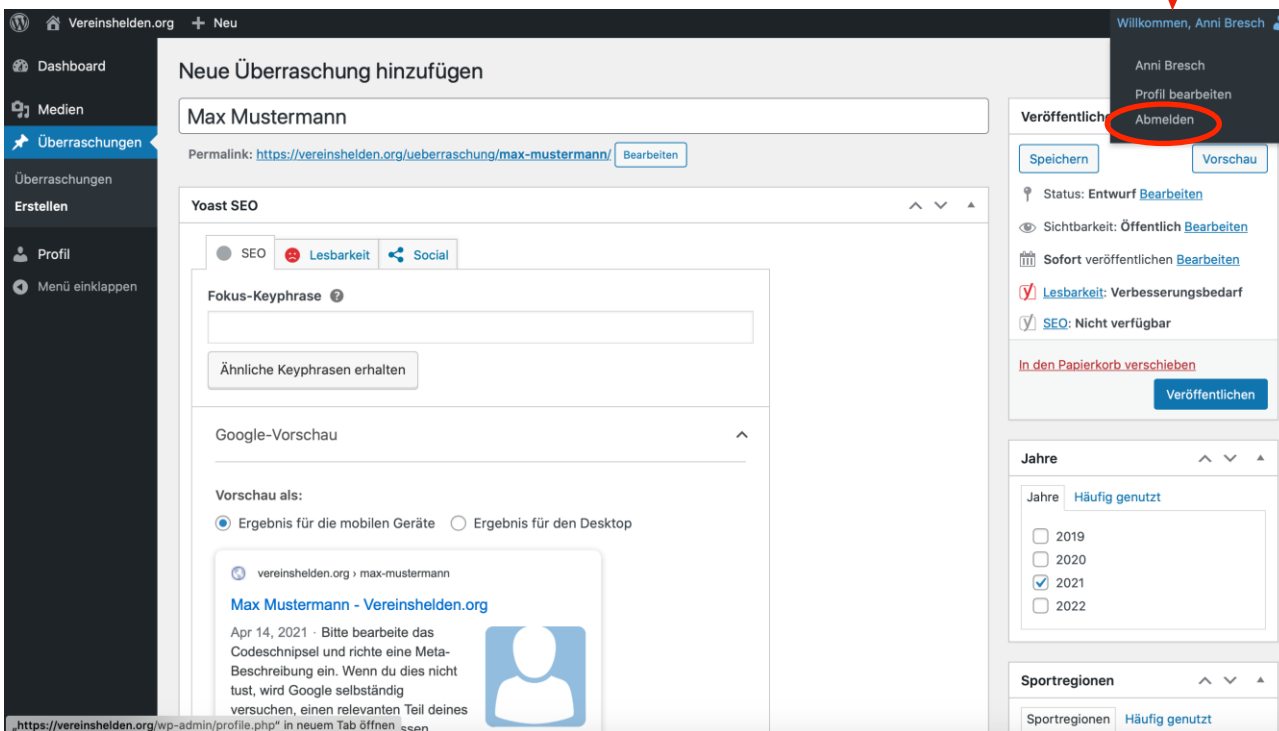 Vereinshelden.org + Neu
Willkommen, Anni Bresch
Anni Bresch
Profil bearbeiten
Abmelden
Dashboard
Medien
Überraschungen
Überraschungen
Erstellen
Profil
Menü einklappen
Neue Überraschung hinzufügen
Max Mustermann
Permalink: https://vereinshelden.org/ueberraschung/max-mustermann/ Bearbeiten
Yoast SEO
SEO Lesbarkeit Social
Fokus-Keyphrase
Ähnliche Keyphrasen erhalten
Google-Vorschau
Vorschau als:
Ergebnis für die mobilen Geräte Ergebnis für den Desktop
vereinshelden.org › max-mustermann
Max Mustermann - Vereinshelden.org
Apr 14, 2021 · Bitte bearbeite das
Codeschnipsel und richte eine Meta-
Beschreibung ein. Wenn du dies nicht
tust, wird Google selbständig
versuchen, einen relevanten Teil deines
„https://vereinshelden.org/wp-admin/profile.php“ in neuem Tab öffnen
Veröffentliche
Speichern Vorschau
Status: Entwurf Bearbeiten
Sichtbarkeit: Öffentlich Bearbeiten
Sofort veröffentlichen Bearbeiten
Lesbarkeit: Verbesserungsbedarf
SEO: Nicht verfügbar
In den Papierkorb verschieben
Veröffentlichen
Jahre
Jahre Häufig genutzt
2019
2020
2021
2022
Sportregionen
Sportregionen Häufig genutzt